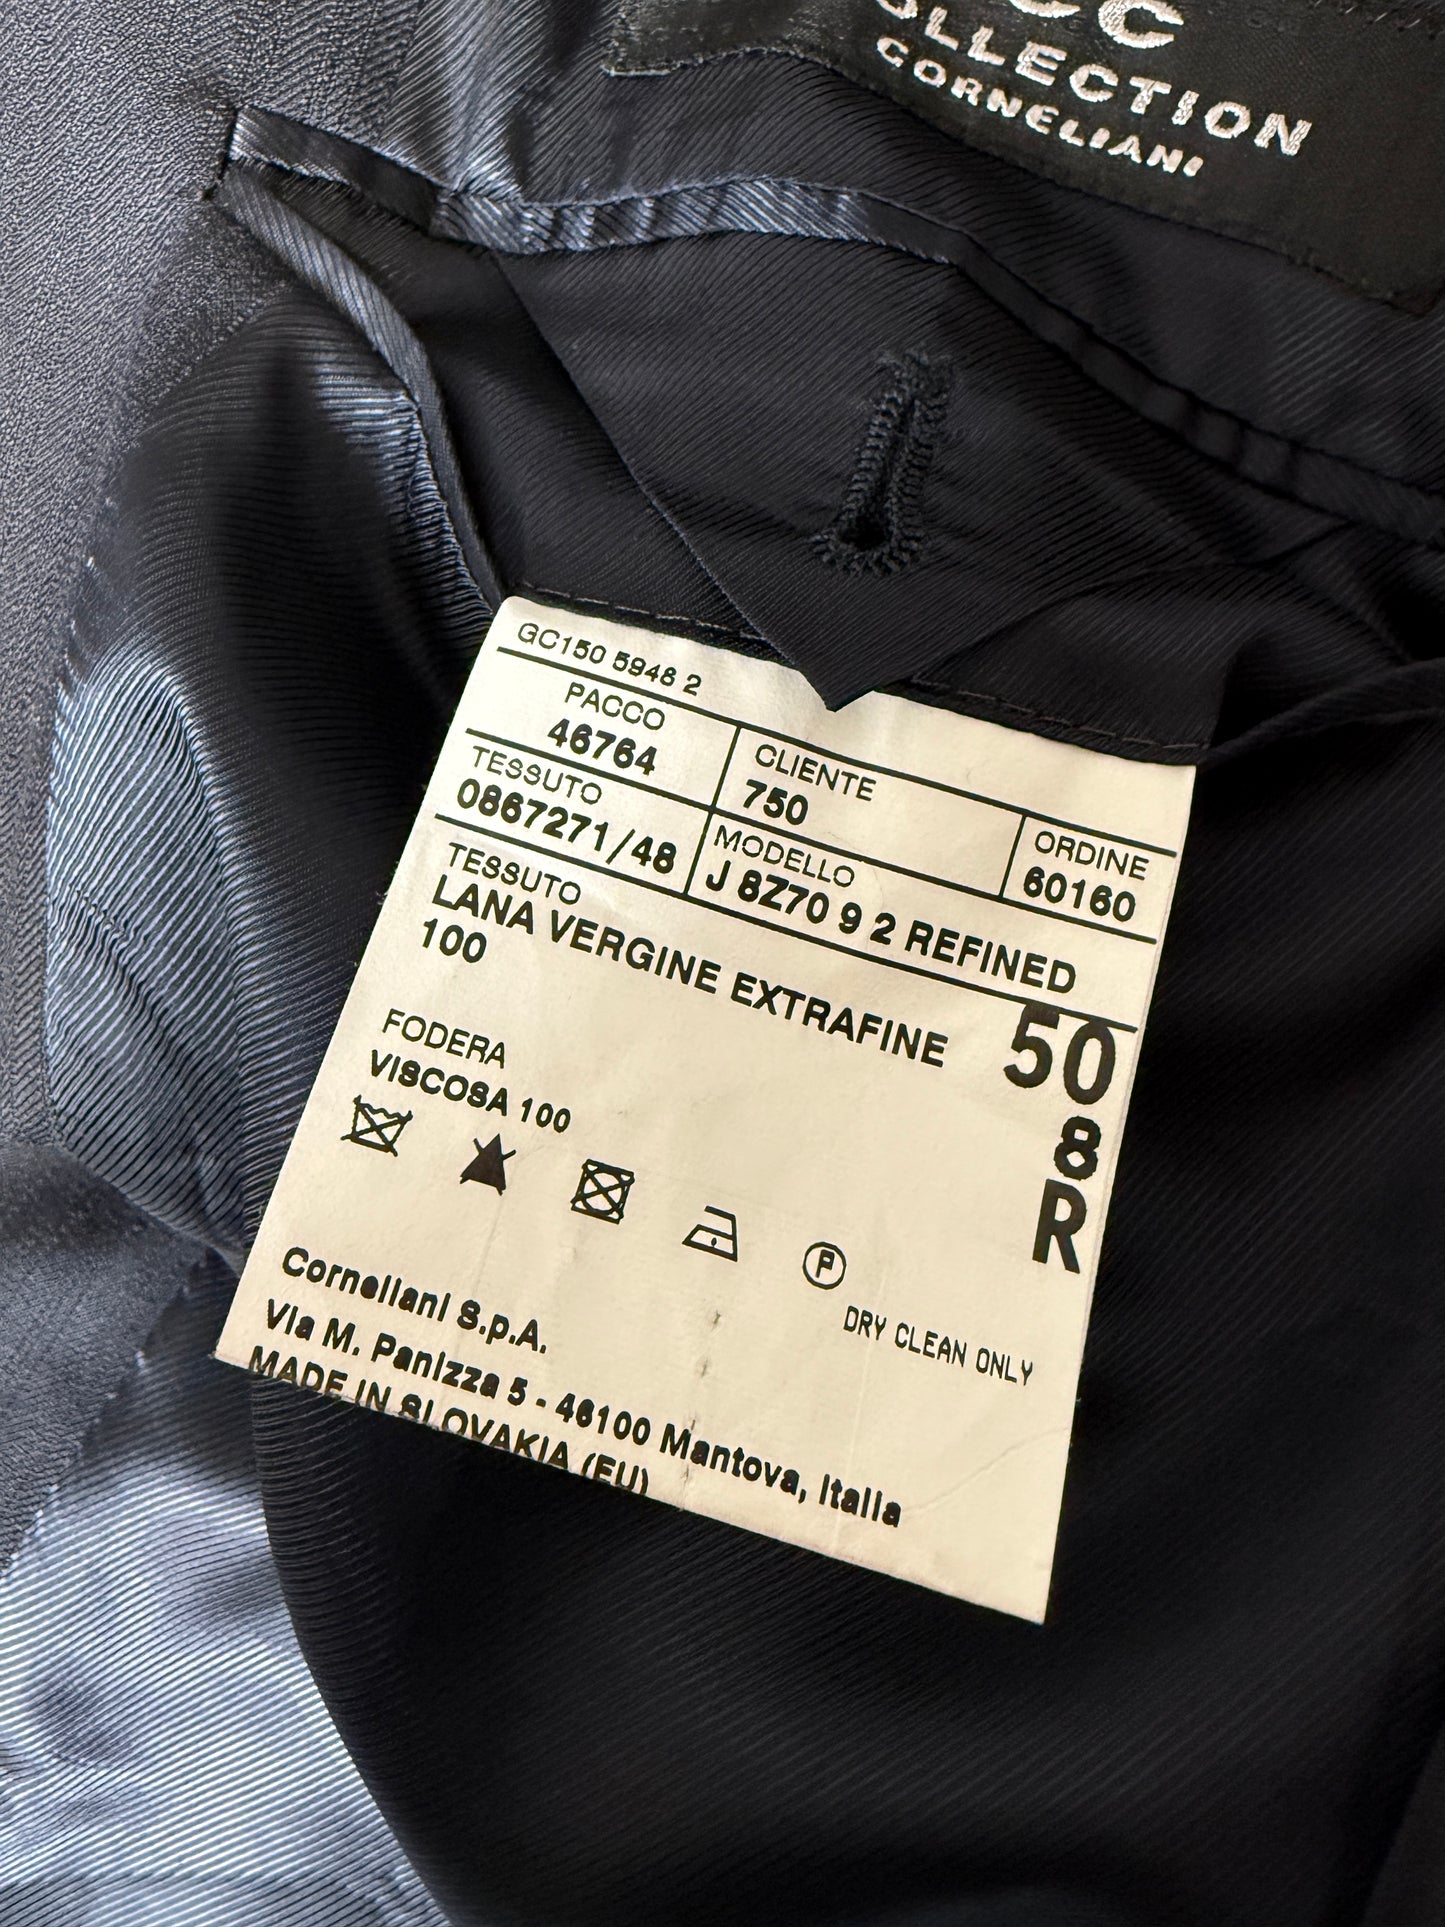 CC
COLLECTION
CORNELIANI
GC150 5948 2
PACCO
46764
CLIENTE
750
ORDINE
60160
TESSUTO
0867271/48
MODELLO
J 8Z70 9 2 REFINED
TESSUTO
LANA VERGINE EXTRAFINE
100
50
8
R
FODERA
VISCOSA 100
P
DRY CLEAN ONLY
Corneliani S.p.A.
Via M. Panizza 5 - 46100 Mantova, Italia
MADE IN SLOVAKIA (EU)